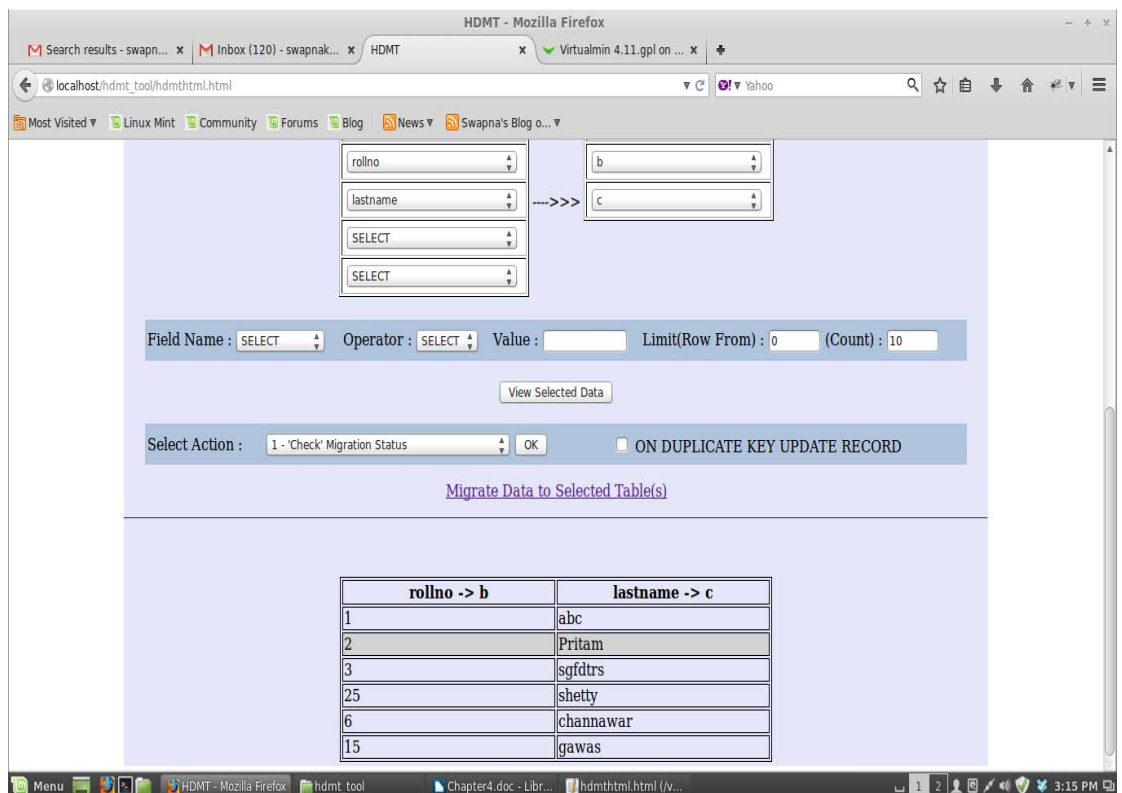 HDMT - Mozilla Firefox
Search results - swapn... x Inbox (120) - swapnak... x HDMT x Virtualmin 4.11.gpl on ... x
localhost/hdmt_tool/hdmthtml.html Yahoo
Most Visited Linux Mint Community Forums Blog News Swapna's Blog o...
rollno b
lastname ---->>> c
SELECT
SELECT
Field Name : SELECT Operator : SELECT Value : Limit(Row From) : 0 (Count) : 10
View Selected Data
Select Action : 1 - 'Check' Migration Status OK ON DUPLICATE KEY UPDATE RECORD
Migrate Data to Selected Table(s)
rollno -> b lastname -> c
1 abc
2 Pritam
3 sgfdtrs
25 shetty
6 channawar
15 gawas
Menu HDMT - Mozilla Firefox hdmt_tool Chapter4.doc - Libr... hdmthtml.html (/v... 1 2 3:15 PM